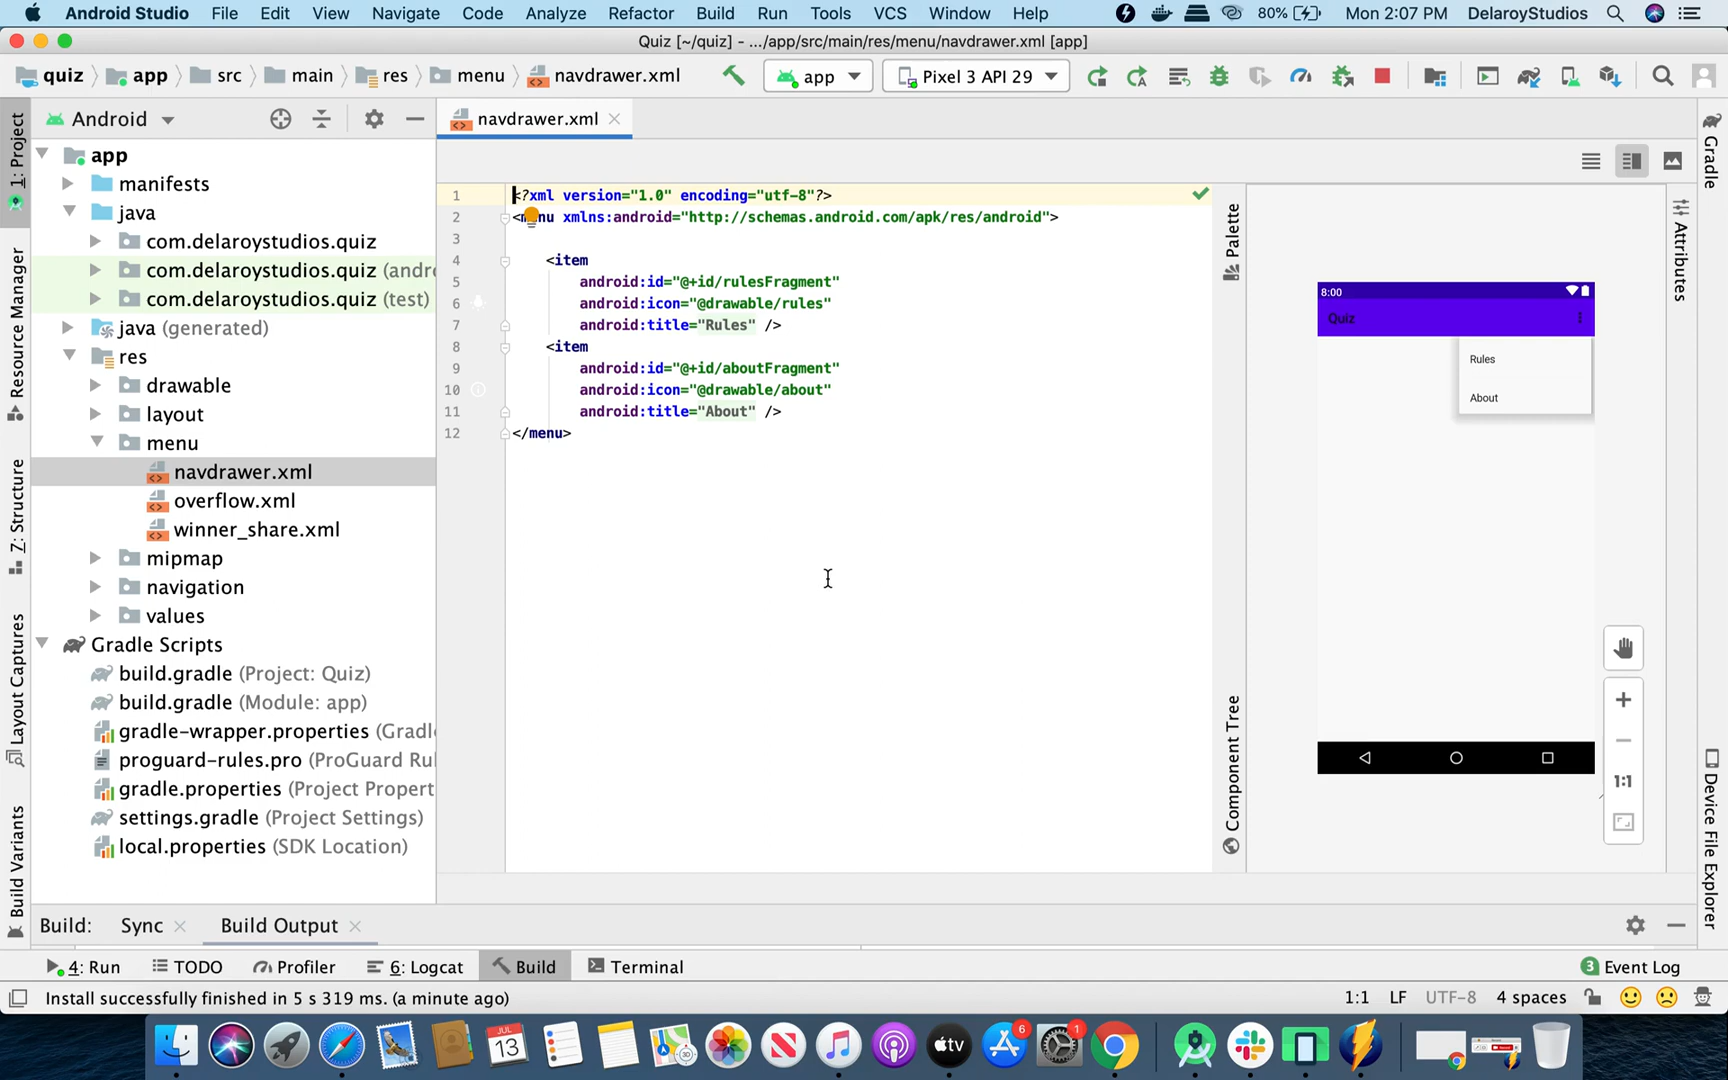 Android Studio File Edit View Navigate Code Analyze Refactor Build Run Tools VCS Window Help 80% Mon 2:07 PM DelaroyStudios
Quiz [~/quiz] - .../app/src/main/res/menu/navdrawer.xml [app]
quiz app src main res menu navdrawer.xml app Pixel 3 API 29
Android
navdrawer.xml
1: Project
Resource Manager
Z: Structure
Layout Captures
Build Variants
app
manifests
java
com.delaroystudios.quiz
com.delaroystudios.quiz (andro
com.delaroystudios.quiz (test)
java (generated)
res
drawable
layout
menu
navdrawer.xml
overflow.xml
winner_share.xml
mipmap
navigation
values
Gradle Scripts
build.gradle (Project: Quiz)
build.gradle (Module: app)
gradle-wrapper.properties (Gradle
proguard-rules.pro (ProGuard Rul
gradle.properties (Project Propert
settings.gradle (Project Settings)
local.properties (SDK Location)
1 <?xml version="1.0" encoding="utf-8"?>
2 <menu xmlns:android="http://schemas.android.com/apk/res/android">
3
4 <item
5 android:id="@+id/rulesFragment"
6 android:icon="@drawable/rules"
7 android:title="Rules" />
8 <item
9 android:id="@+id/aboutFragment"
10 android:icon="@drawable/about"
11 android:title="About" />
12 </menu>
Palette
Component Tree
8:00
Quiz
Rules
About
1:1
Gradle
Attributes
Device File Explorer
Build: Sync Build Output
4: Run TODO Profiler 6: Logcat Build Terminal 3 Event Log
Install successfully finished in 5 s 319 ms. (a minute ago) 1:1 LF UTF-8 4 spaces
JUL
13
tv
6
1